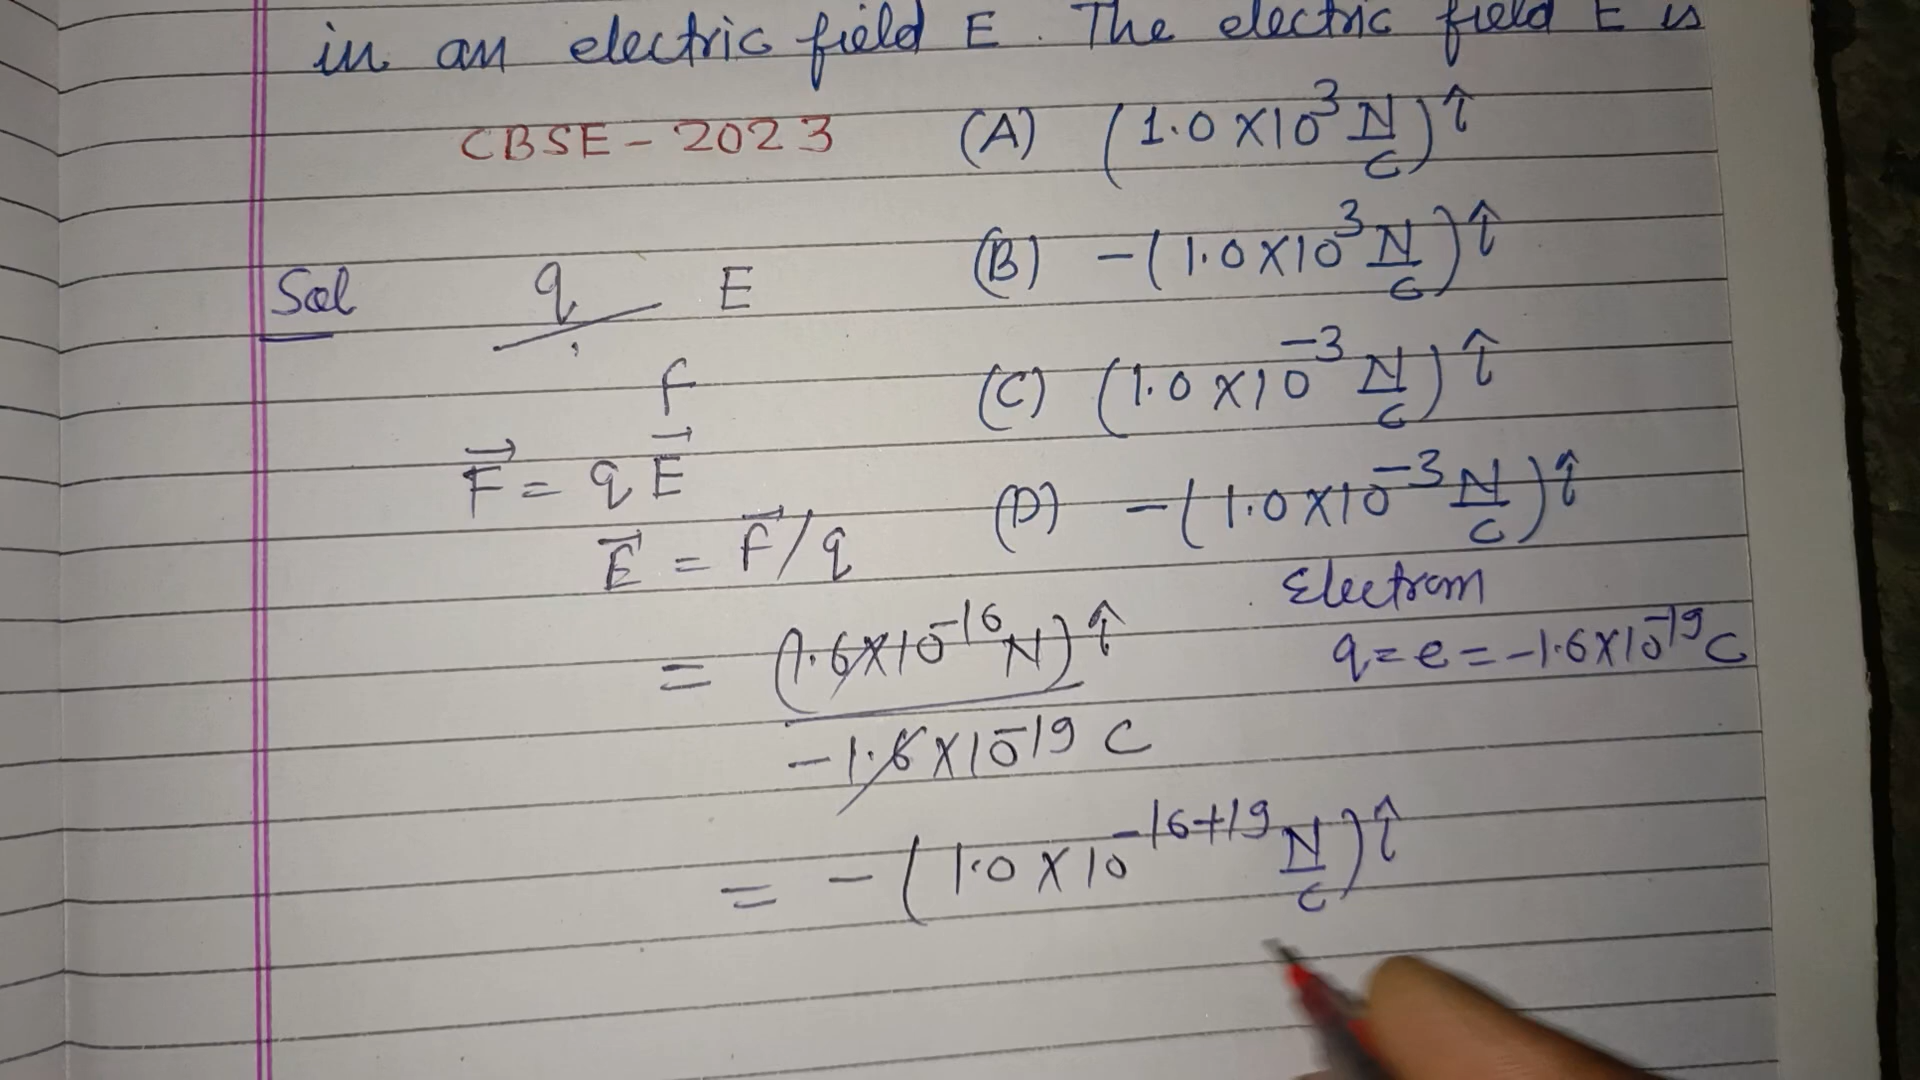 in an electric field E. The electric field E is
CBSE - 2023 (A) (1.0 × 10³ N/C) î
(B) -(1.0×10³ N/C) î
Sol q E
(C) (1.0 × 10⁻³ N/C) î
F
F⃗ = q E⃗
(D) -(1.0×10⁻³ N/C) î
E⃗ = F⃗/q
Electron
= (1.6×10⁻¹⁶ N) î q = e = -1.6×10⁻¹⁹ C
-1.6×10⁻¹⁹ C
= -(1.0 × 10⁻¹⁶⁺¹⁹ N/C) î